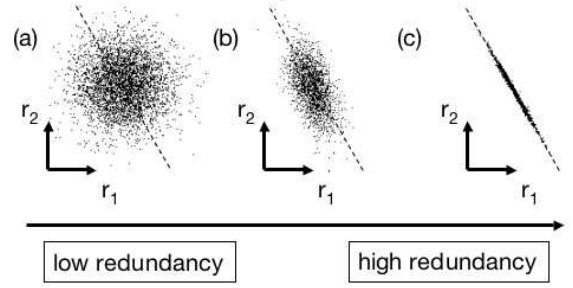 (a)
(b)
(c)
r2
r1
r2
r1
r2
r1
low redundancy
high redundancy